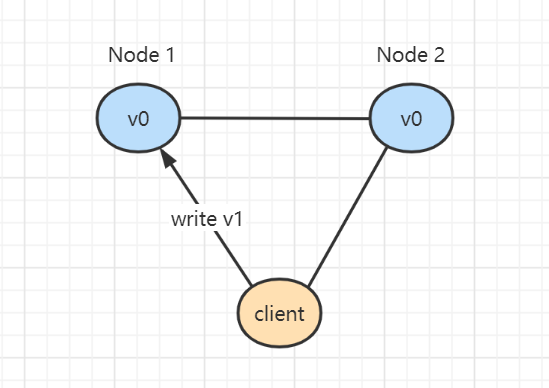 Node 1
Node 2
v0
v0
write v1
client